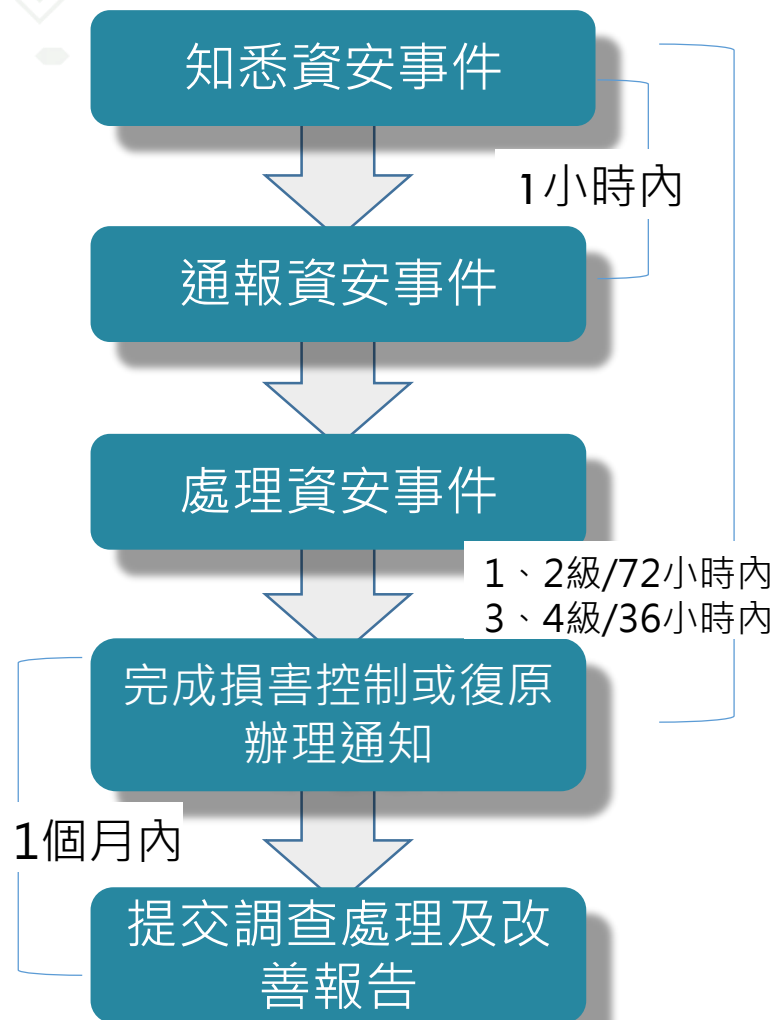 知悉資安事件
1小時內
通報資安事件
處理資安事件
1、2級/72小時內
3、4級/36小時內
完成損害控制或復原
辦理通知
1個月內
提交調查處理及改
善報告